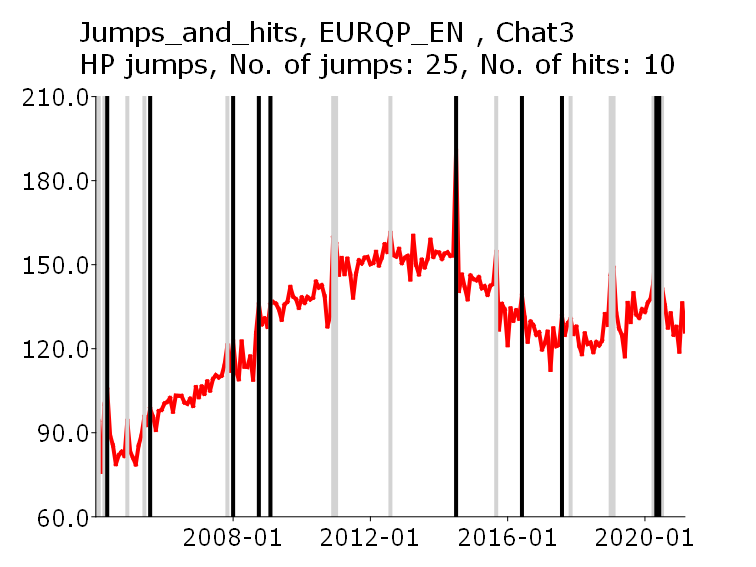 Jumps_and_hits, EURQP_EN , Chat3
HP jumps, No. of jumps: 25, No. of hits: 10
210.0
180.0
150.0
120.0
90.0
60.0
2008-01 2012-01 2016-01 2020-01